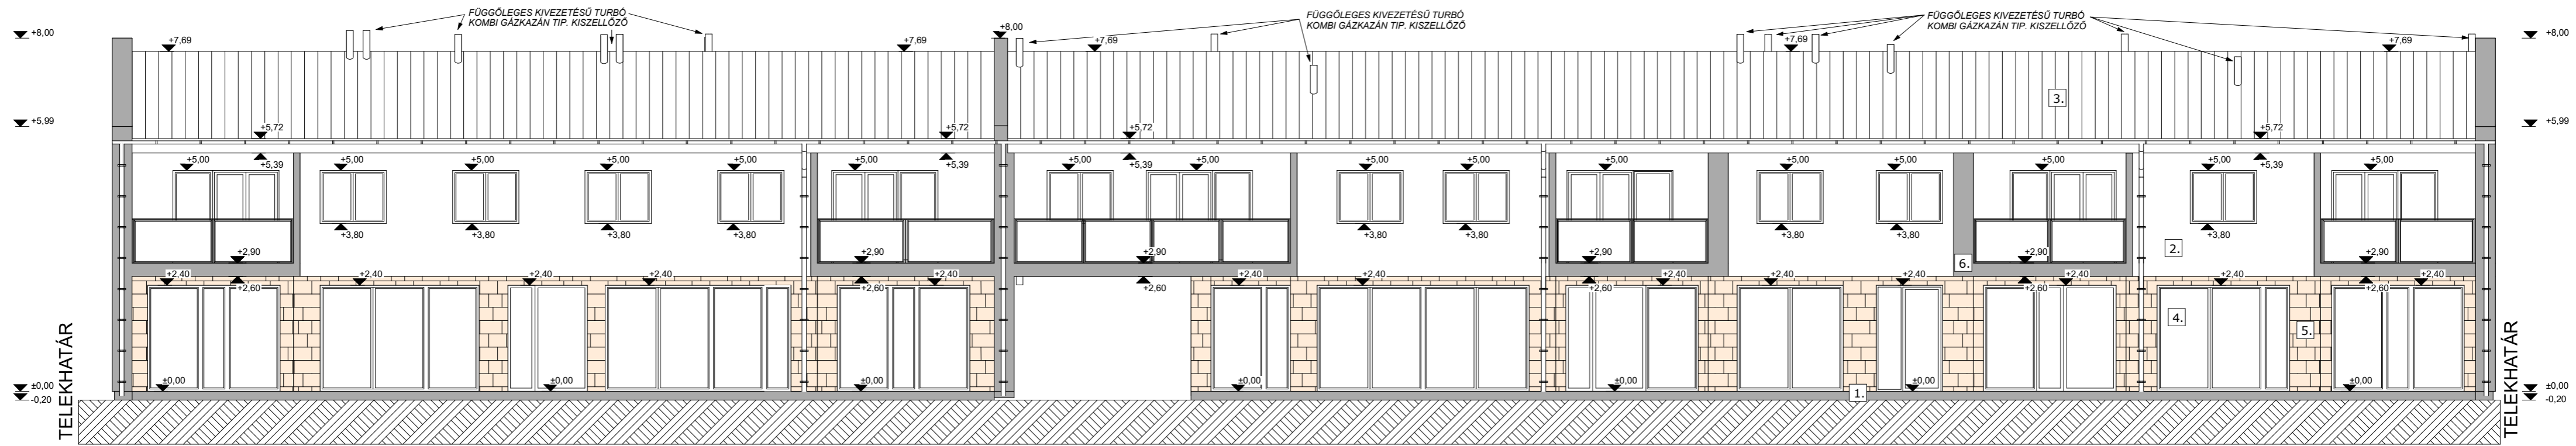 FÜGGŐLEGES KIVEZETÉSŰ TURBÓ
KOMBI GÁZKAZÁN TIP. KISZELLŐZŐ
FÜGGŐLEGES KIVEZETÉSŰ TURBÓ
KOMBI GÁZKAZÁN TIP. KISZELLŐZŐ
FÜGGŐLEGES KIVEZETÉSŰ TURBÓ
KOMBI GÁZKAZÁN TIP. KISZELLŐZŐ
+8,00 +8,00 +8,00
+7,69 +7,69 +7,69 +7,69 +7,69
3.
+5,99 +5,99
+5,72 +5,72 +5,72 +5,72
+5,39 +5,39 +5,39 +5,39
+5,00 +5,00 +5,00 +5,00 +5,00 +5,00 +5,00 +5,00 +5,00 +5,00 +5,00 +5,00 +5,00 +5,00 +5,00 +5,00
+3,80 +3,80 +3,80 +3,80 +3,80 +3,80 +3,80 +3,80 +3,80
2.
+2,90 +2,90 +2,90 +2,90 +2,90 +2,90
6.
+2,40 +2,40 +2,40 +2,40 +2,40 +2,40 +2,40 +2,40 +2,40 +2,40 +2,40 +2,40 +2,40
+2,60 +2,60 +2,60 +2,60 +2,60 +2,60
4.
5.
±0,00 ±0,00 ±0,00 ±0,00 ±0,00 ±0,00 ±0,00 ±0,00 ±0,00
1.
-0,20 -0,20
TELEKHATÁR
TELEKHATÁR